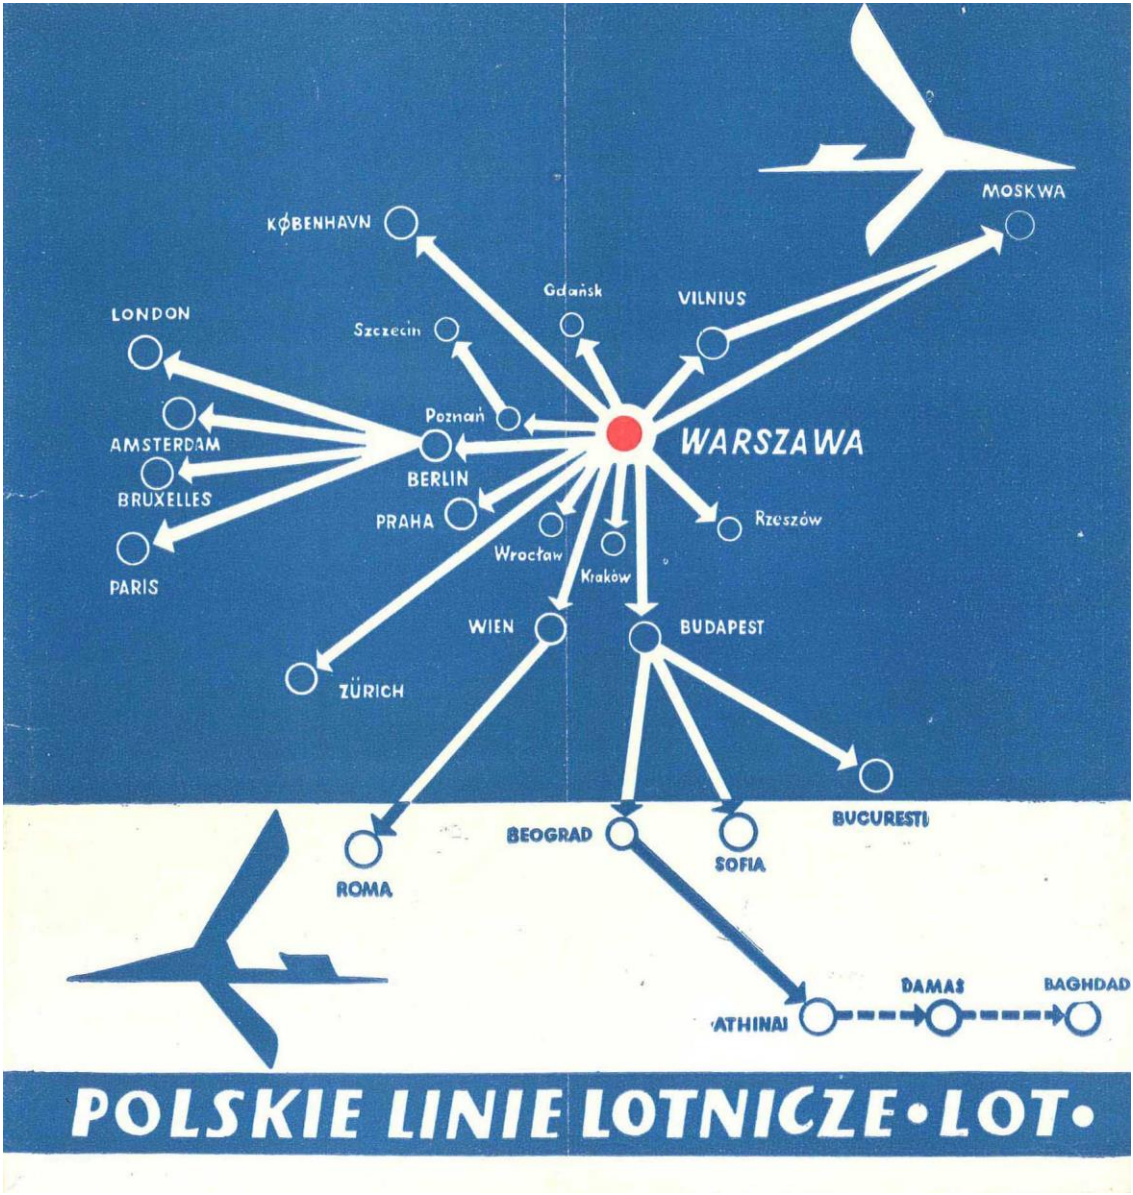 MOSKWA
KØBENHAVN
Gdańsk
VILNIUS
LONDON
Szczecin
Poznań
AMSTERDAM
WARSZAWA
BERLIN
BRUXELLES
PRAHA
Rzeszów
Wrocław
Kraków
PARIS
WIEN
BUDAPEST
ZÜRICH
BUCURESTI
BEOGRAD
SOFIA
ROMA
DAMAS
BAGHDAD
ATHINAI
POLSKIE LINIE LOTNICZE • LOT •